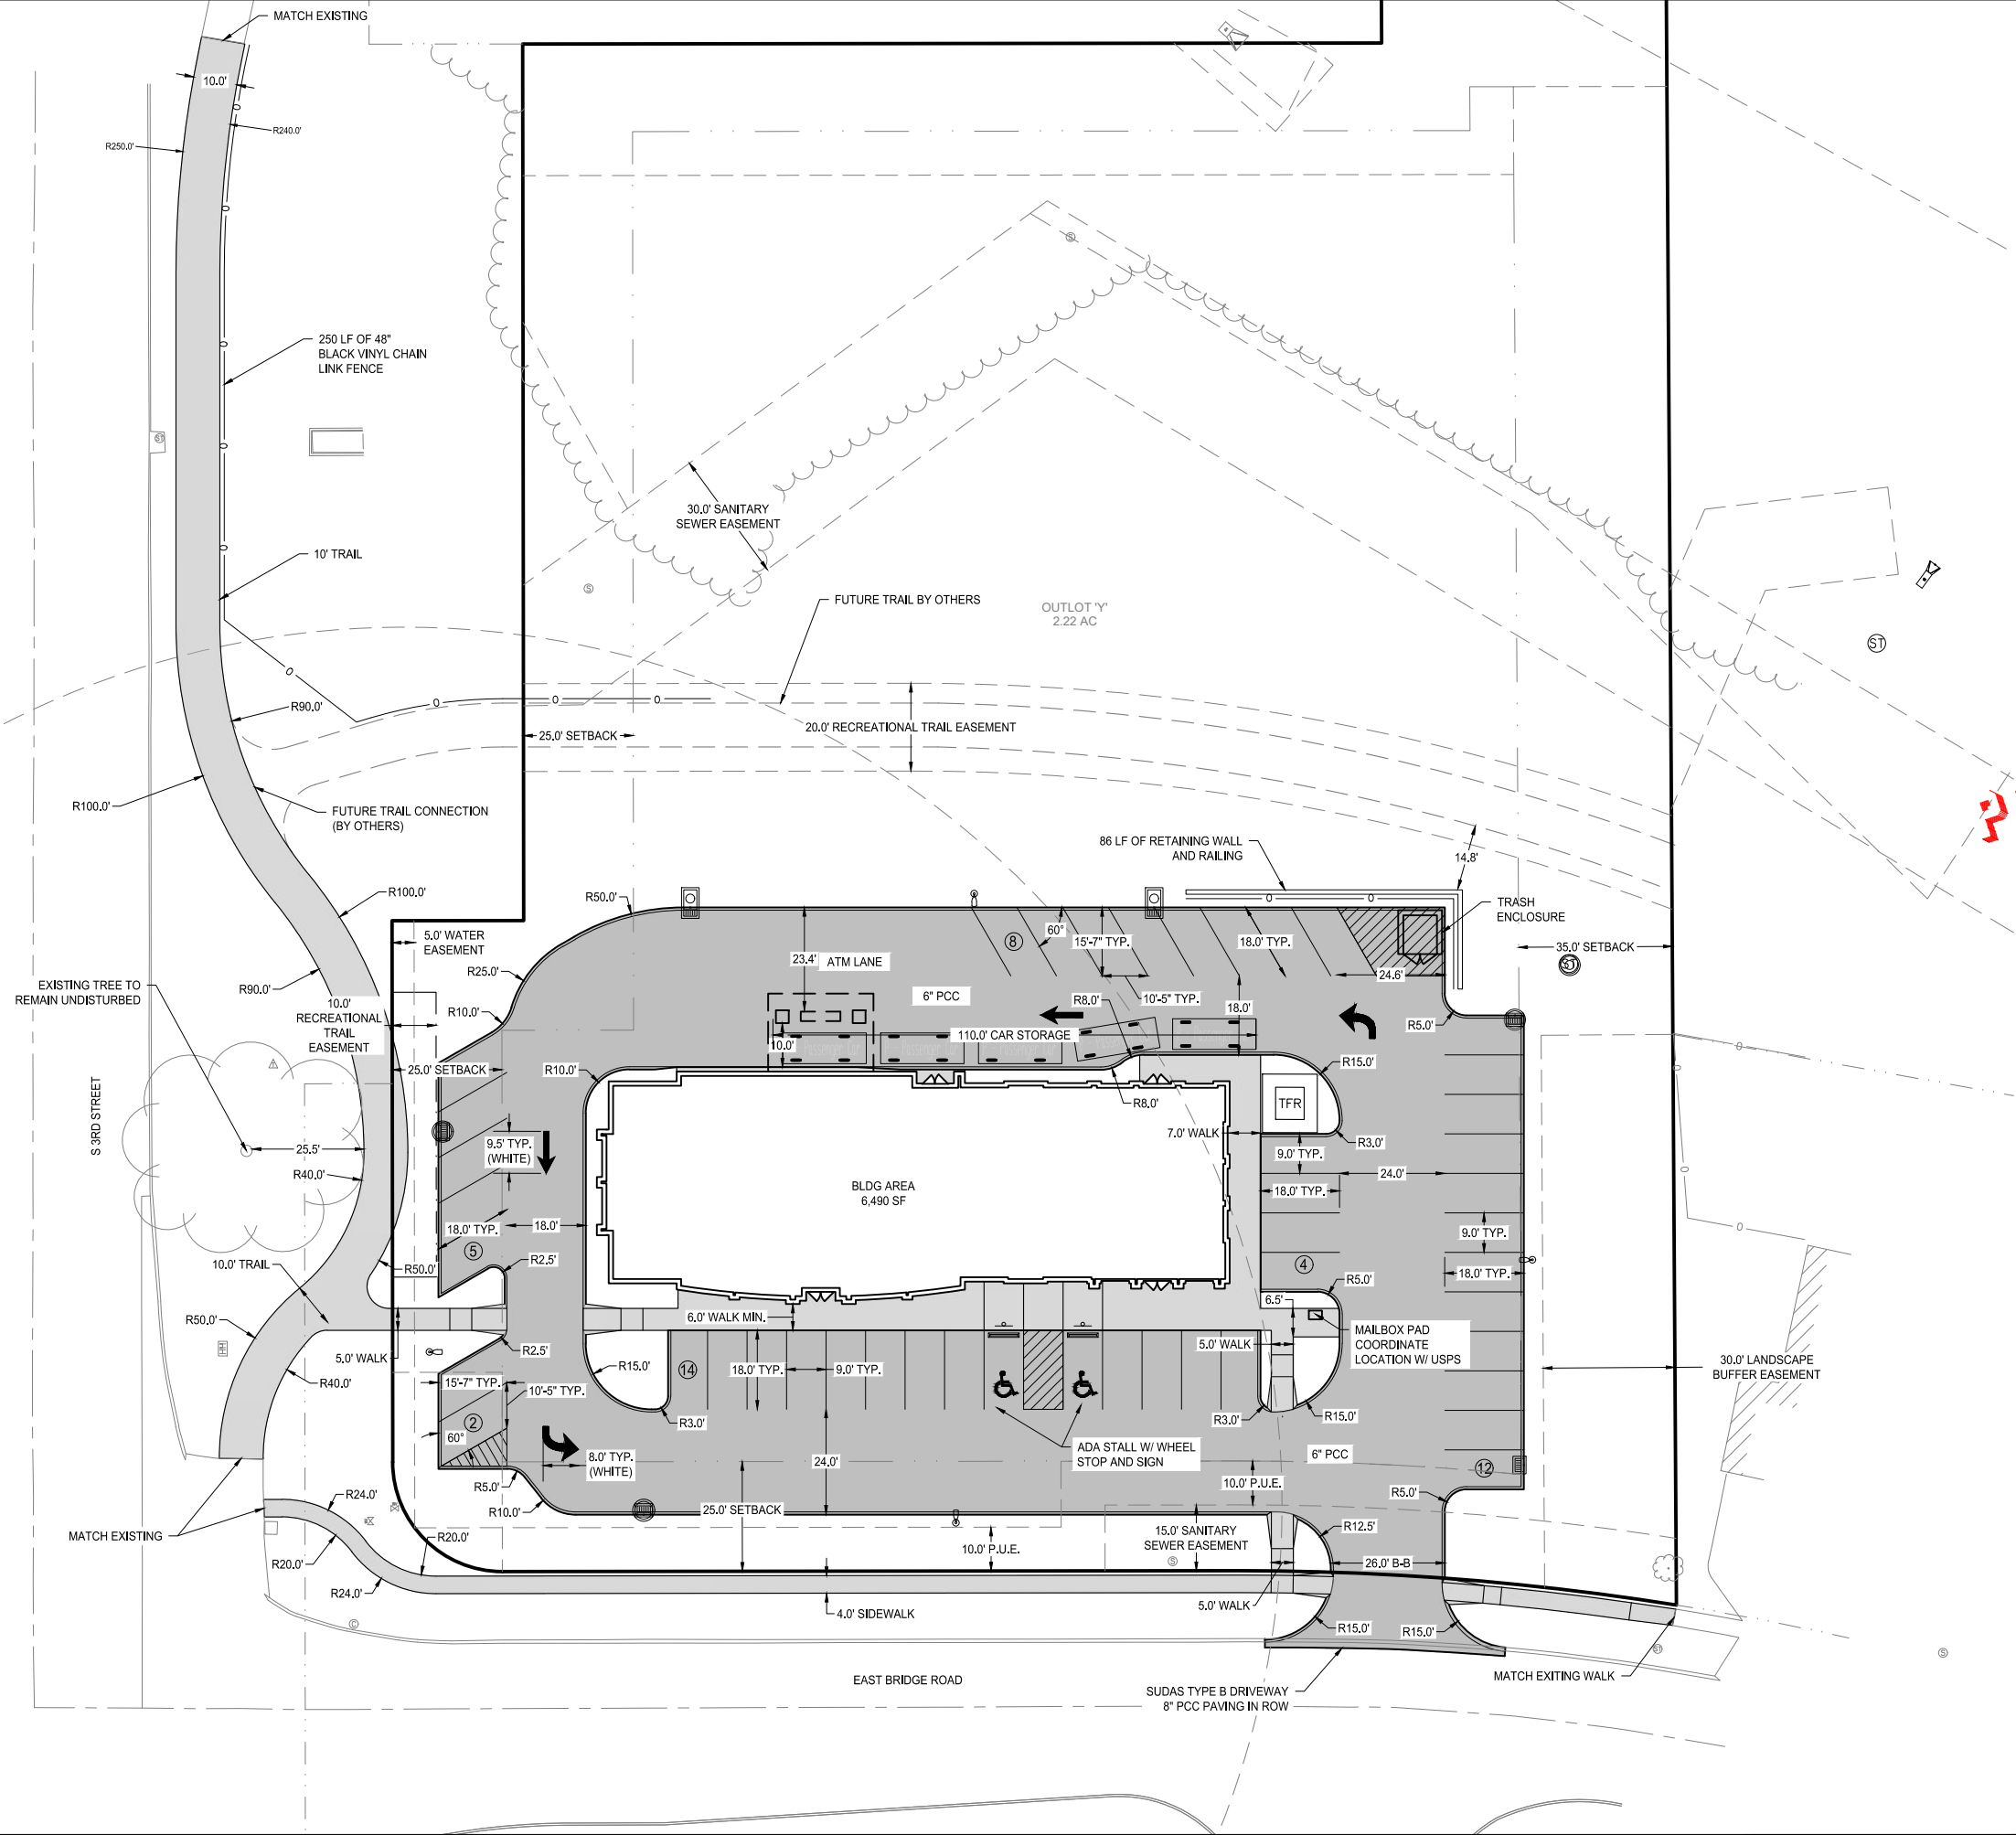 MATCH EXISTING
10.0'
R240.0'
R250.0'
250 LF OF 48"
BLACK VINYL CHAIN
LINK FENCE
ST
S
30.0' SANITARY
SEWER EASEMENT
10' TRAIL
S
FUTURE TRAIL BY OTHERS
OUTLOT 'Y'
2.22 AC
ST
R90.0'
20.0' RECREATIONAL TRAIL EASEMENT
25.0' SETBACK
R100.0'
FUTURE TRAIL CONNECTION
(BY OTHERS)
86 LF OF RETAINING WALL
AND RAILING
14.8'
R100.0'
R50.0'
TRASH
ENCLOSURE
5.0' WATER
EASEMENT
60°
8
15'-7" TYP.
18.0' TYP.
35.0' SETBACK
23.4'
ATM LANE
R25.0'
24.6'
EXISTING TREE TO
REMAIN UNDISTURBED
R90.0'
10.0'
RECREATIONAL
TRAIL
EASEMENT
6" PCC
R8.0'
10'-5" TYP.
18.0'
R10.0'
R5.0'
110.0' CAR STORAGE
10.0'
25.0' SETBACK
R10.0'
R15.0'
R8.0'
TFR
S 3RD STREET
25.5'
9.5' TYP.
(WHITE)
7.0' WALK
R3.0'
9.0' TYP.
R40.0'
24.0'
18.0' TYP.
BLDG AREA
6,490 SF
18.0' TYP.
18.0'
9.0' TYP.
5
R2.5'
4
10.0' TRAIL
R50.0'
18.0' TYP.
R5.0'
6.5'
R50.0'
6.0' WALK MIN.
MAILBOX PAD
COORDINATE
LOCATION W/ USPS
5.0' WALK
R2.5'
5.0' WALK
R15.0'
14
18.0' TYP.
9.0' TYP.
30.0' LANDSCAPE
BUFFER EASEMENT
R40.0'
15'-7" TYP.
10'-5" TYP.
2
R3.0'
R3.0'
R15.0'
60°
8.0' TYP.
(WHITE)
24.0'
ADA STALL W/ WHEEL
STOP AND SIGN
6" PCC
12
10.0' P.U.E.
R5.0'
R24.0'
R10.0'
25.0' SETBACK
R5.0'
MATCH EXISTING
R20.0'
R12.5'
15.0' SANITARY
SEWER EASEMENT
10.0' P.U.E.
R20.0'
26.0' B-B
S
R24.0'
4.0' SIDEWALK
5.0' WALK
C
R15.0'
R15.0'
ST
S
EAST BRIDGE ROAD
MATCH EXITING WALK
SUDAS TYPE B DRIVEWAY
8" PCC PAVING IN ROW